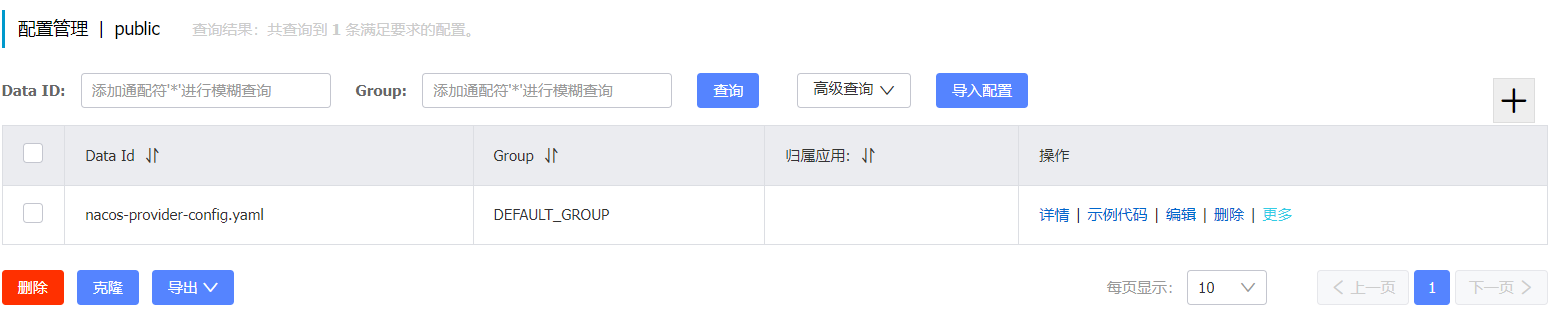 配置管理 | public 查询结果：共查询到 1 条满足要求的配置。
Data ID: 添加通配符'*'进行模糊查询 Group: 添加通配符'*'进行模糊查询 查询 高级查询 导入配置
Data Id Group 归属应用: 操作
nacos-provider-config.yaml DEFAULT_GROUP 详情 | 示例代码 | 编辑 | 删除 | 更多
删除 克隆 导出 每页显示: 10 上一页 1 下一页